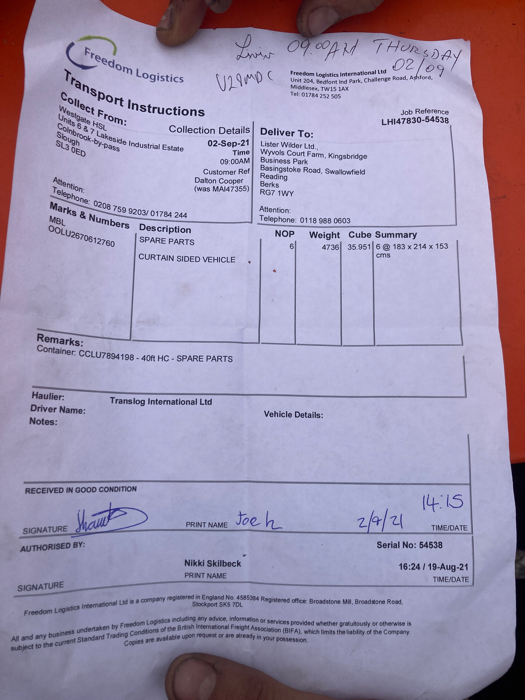 09.00AM THURSDAY
02/09
V29MDC
Freedom Logistics
Freedom Logistics International Ltd
Unit 204, Bedfont Ind Park, Challenge Road, Ashford,
Middlesex, TW15 1AX
Tel: 01784 252 505
Transport Instructions
Job Reference
LHI47830-54538
Collect From:
Westgate HSL
Units 6 & 7 Lakeside Industrial Estate
Colnbrook-by-pass
Slough
SL3 0ED
Attention:
Telephone: 0208 759 9203/ 01784 244
Collection Details
02-Sep-21
Time
09:00AM
Customer Ref
Dalton Cooper
(was MAI47355)
Deliver To:
Lister Wilder Ltd.,
Wyvols Court Farm, Kingsbridge
Business Park
Basingstoke Road, Swallowfield
Reading
Berks
RG7 1WY
Attention:
Telephone: 0118 988 0603
Marks & Numbers Description NOP Weight Cube Summary
MBL SPARE PARTS 6 4736 35.951 6 @ 183 x 214 x 153
OOLU2670612760 cms
CURTAIN SIDED VEHICLE
Remarks:
Container: CCLU7894198 - 40ft HC - SPARE PARTS
Haulier: Translog International Ltd
Driver Name: Vehicle Details:
Notes:
RECEIVED IN GOOD CONDITION
14:15
SIGNATURE PRINT NAME 2/9/21 TIME/DATE
AUTHORISED BY: Serial No: 54538
Nikki Skilbeck 16:24 / 19-Aug-21
SIGNATURE PRINT NAME TIME/DATE
Freedom Logistics International Ltd is a company registered in England No 4585364 Registered office: Broadstone Mill, Broadstone Road,
Stockport SK5 7DL
All and any business undertaken by Freedom Logistics including any advice, information or services provided whether gratuitously or otherwise is
subject to the current Standard Trading Conditions of the British International Freight Association (BIFA), which limits the liability of the Company
Copies are available upon request or are already in your possession.